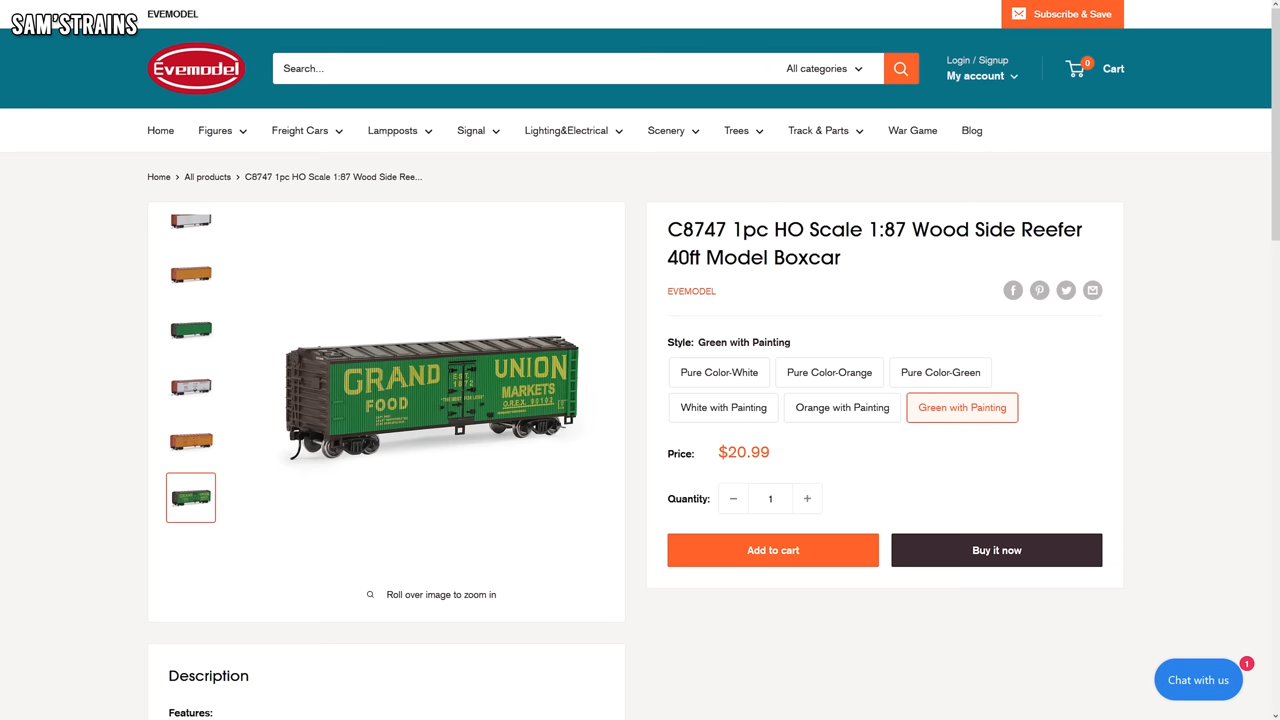 SAM'STRAINS
EVEMODEL
Subscribe & Save
Evemodel
Search...
All categories
Login / Signup
My account
0
Cart
Home
Figures
Freight Cars
Lampposts
Signal
Lighting&Electrical
Scenery
Trees
Track & Parts
War Game
Blog
Home
All products
C8747 1pc HO Scale 1:87 Wood Side Ree...
C8747 1pc HO Scale 1:87 Wood Side Reefer
40ft Model Boxcar
EVEMODEL
Style: Green with Painting
Pure Color-White
Pure Color-Orange
Pure Color-Green
White with Painting
Orange with Painting
Green with Painting
Price: $20.99
Quantity: 1
Add to cart
Buy it now
GRAND
FOOD
EST.
1872
UNION
MARKETS
Roll over image to zoom in
Description
Features:
Chat with us
1